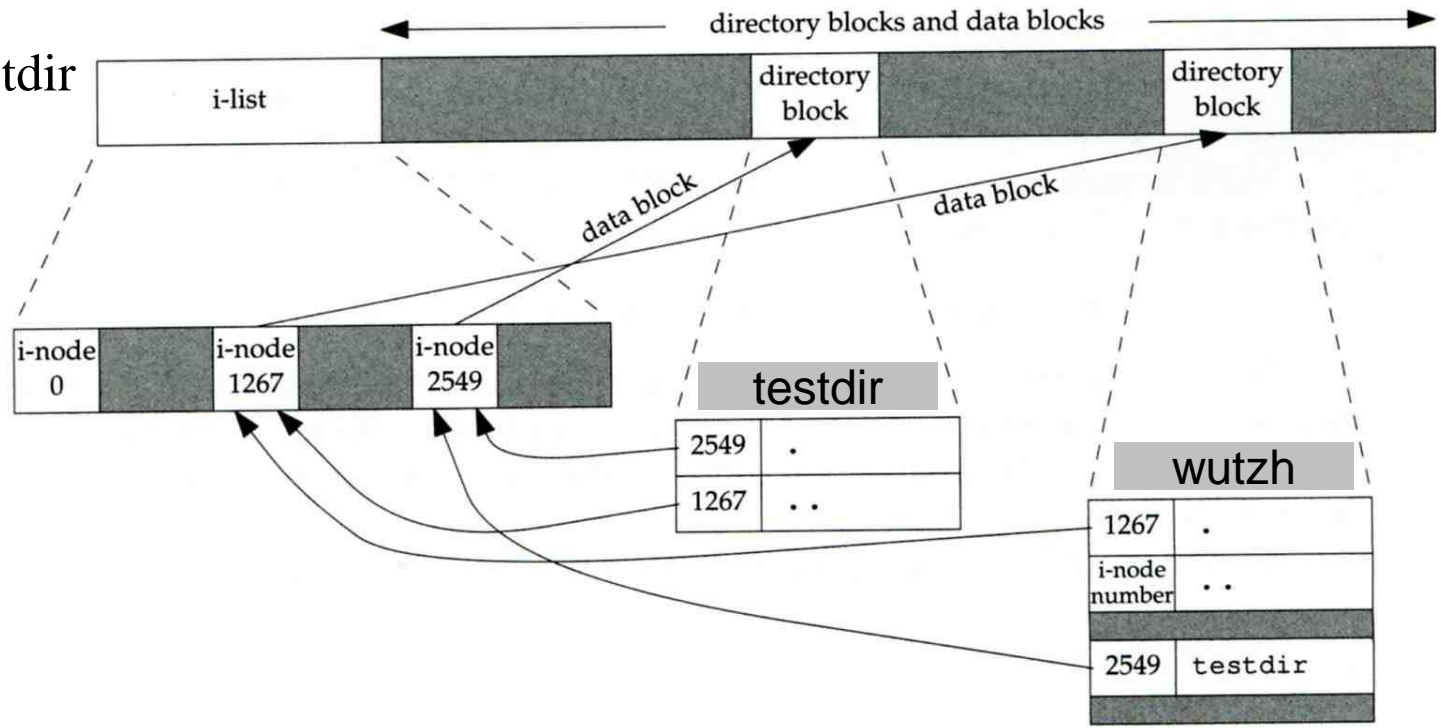 directory blocks and data blocks
tdir
i-list
directory
block
directory
block
data block
data block
i-node
0
i-node
1267
i-node
2549
testdir
2549 .
1267 . .
wutzh
1267 .
i-node
number . .
2549 testdir